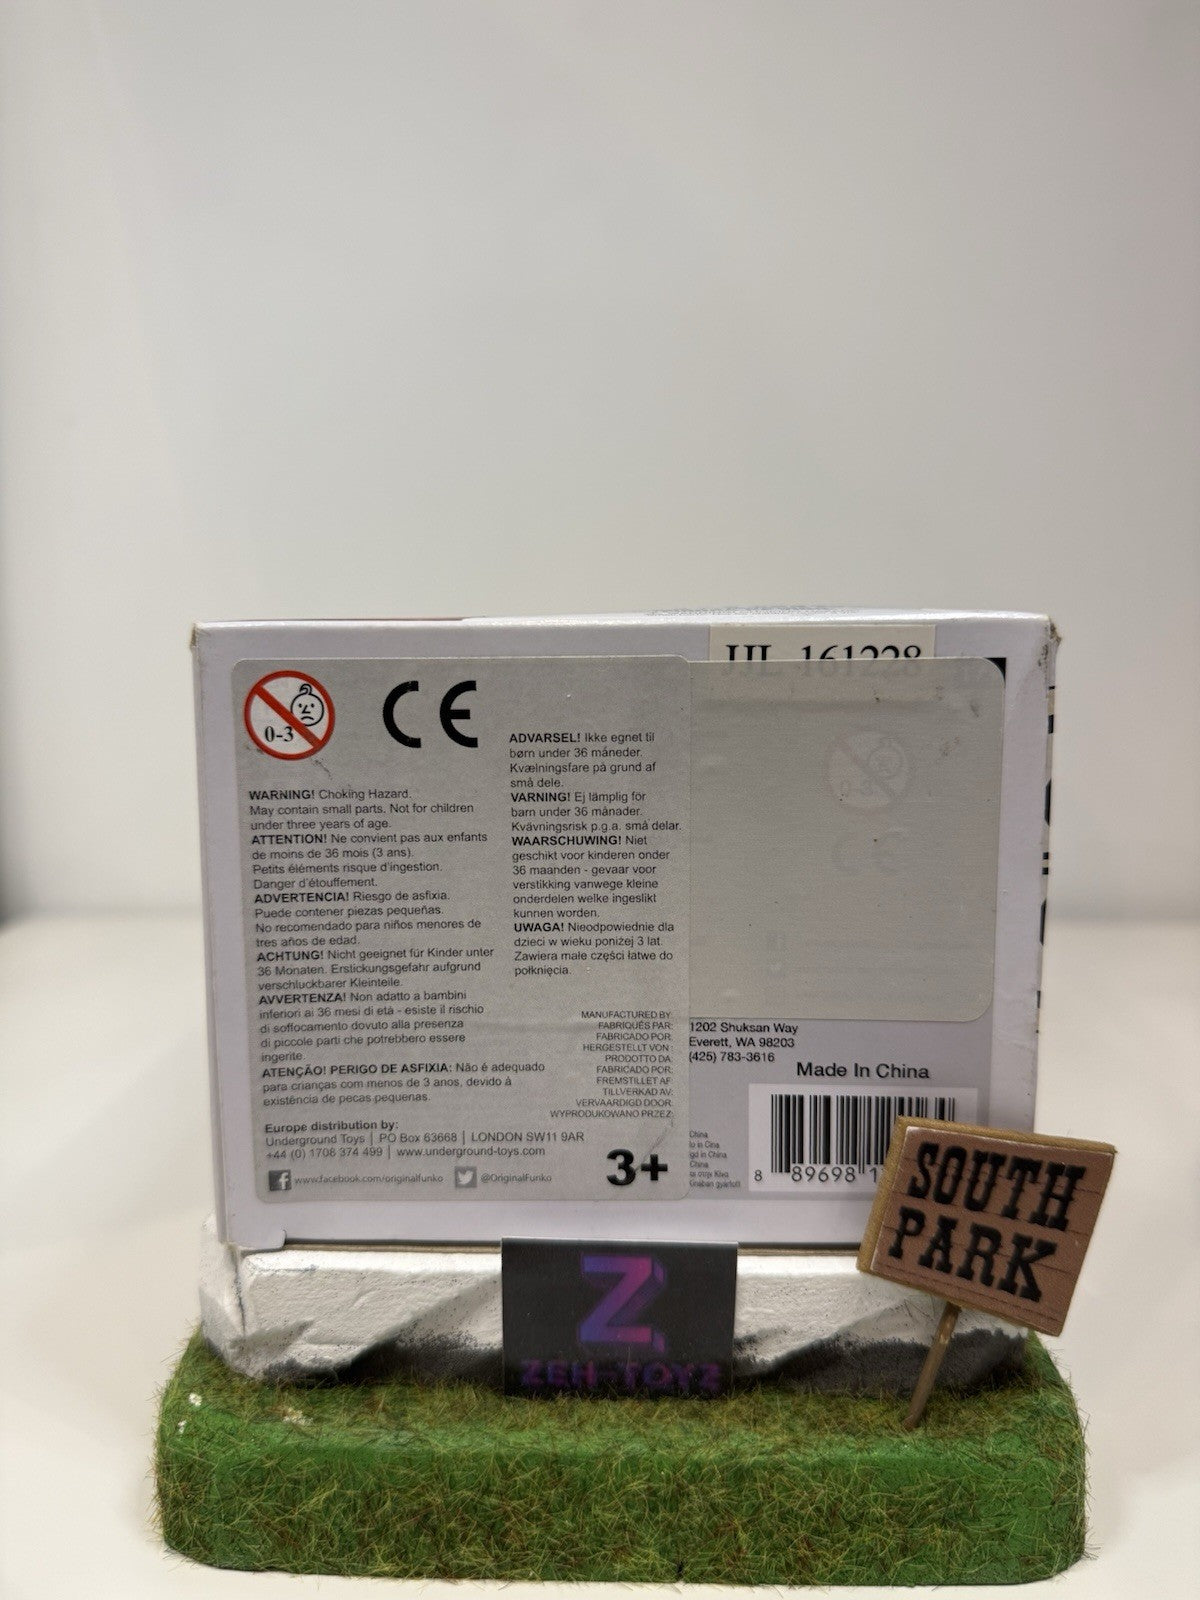 HL 161228
0-3
CE
WARNING! Choking Hazard.
May contain small parts. Not for children
under three years of age.
ATTENTION! Ne convient pas aux enfants
de moins de 36 mois (3 ans).
Petits éléments risque d'ingestion.
Danger d'étouffement.
ADVERTENCIA! Riesgo de asfixia.
Puede contener piezas pequeñas.
No recomendado para niños menores de
tres años de edad.
ACHTUNG! Nicht geeignet für Kinder unter
36 Monaten. Erstickungsgefahr aufgrund
verschluckbarer Kleinteile.
AVVERTENZA! Non adatto a bambini
inferiori ai 36 mesi di età - esiste il rischio
di soffocamento dovuto alla presenza
di piccole parti che potrebbero essere
ingerite.
ATENÇÃO! PERIGO DE ASFIXIA: Não é adequado
para crianças com menos de 3 anos, devido à
existência de peças pequenas.
ADVARSEL! Ikke egnet til
børn under 36 måneder.
Kvælningsfare på grund af
små dele.
VARNING! Ej lämplig för
barn under 36 månader.
Kvävningsrisk p.g.a. små delar.
WAARSCHUWING! Niet
geschikt voor kinderen onder
36 maanden - gevaar voor
verstikking vanwege kleine
onderdelen welke ingeslikt
kunnen worden.
UWAGA! Nieodpowiednie dla
dzieci w wieku poniżej 3 lat.
Zawiera małe części łatwe do
połknięcia.
MANUFACTURED BY:
FABRIQUÉS PAR:
FABRICADO POR:
HERGESTELLT VON:
PRODOTTO DA:
FABRICADO POR:
FREMSTILLET AF:
TILLVERKAD AV:
VERVAARDIGD DOOR:
WYPRODUKOWANO PRZEZ:
1202 Shuksan Way
Everett, WA 98203
(425) 783-3616
Made In China
China
in China
China
8 89698 1
Europe distribution by:
Underground Toys | PO Box 63668 | LONDON SW11 9AR
+44 (0) 1708 374 499 | www.underground-toys.com
www.facebook.com/originalfunko @OriginalFunko
3+
SOUTH
PARK
Z
ZEH-TOYZ